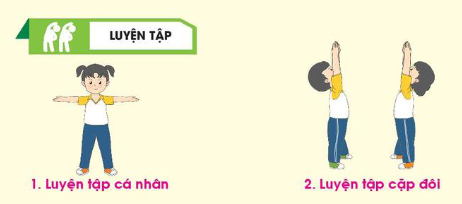 LUYỆN TẬP
1. Luyện tập cá nhân
2. Luyện tập cặp đôi